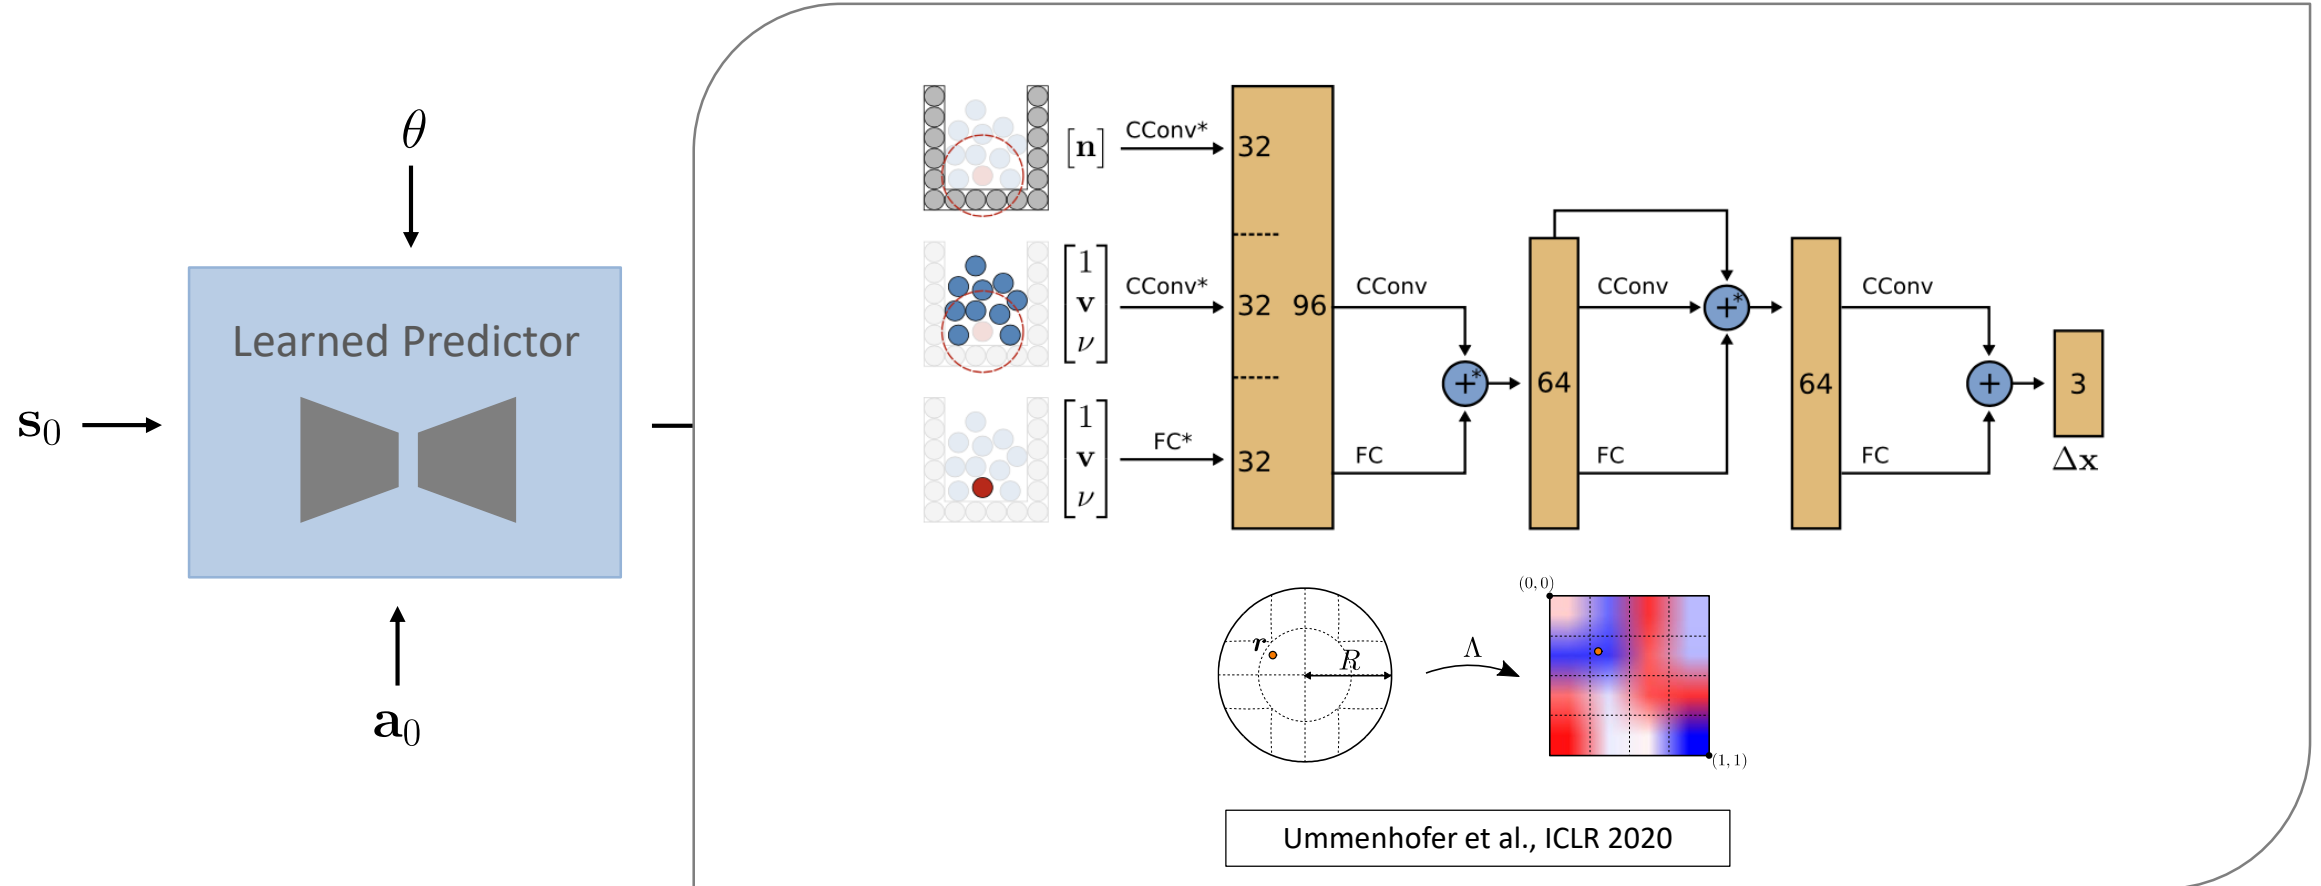 θ
Learned Predictor
s₀
a₀
[n]
CConv*
32
1
v
ν
CConv*
32
96
1
v
ν
FC*
32
CConv
FC
+*
64
CConv
FC
+*
64
CConv
FC
+
3
Δx
r
R
Λ
(0, 0)
(1, 1)
Ummenhofer et al., ICLR 2020